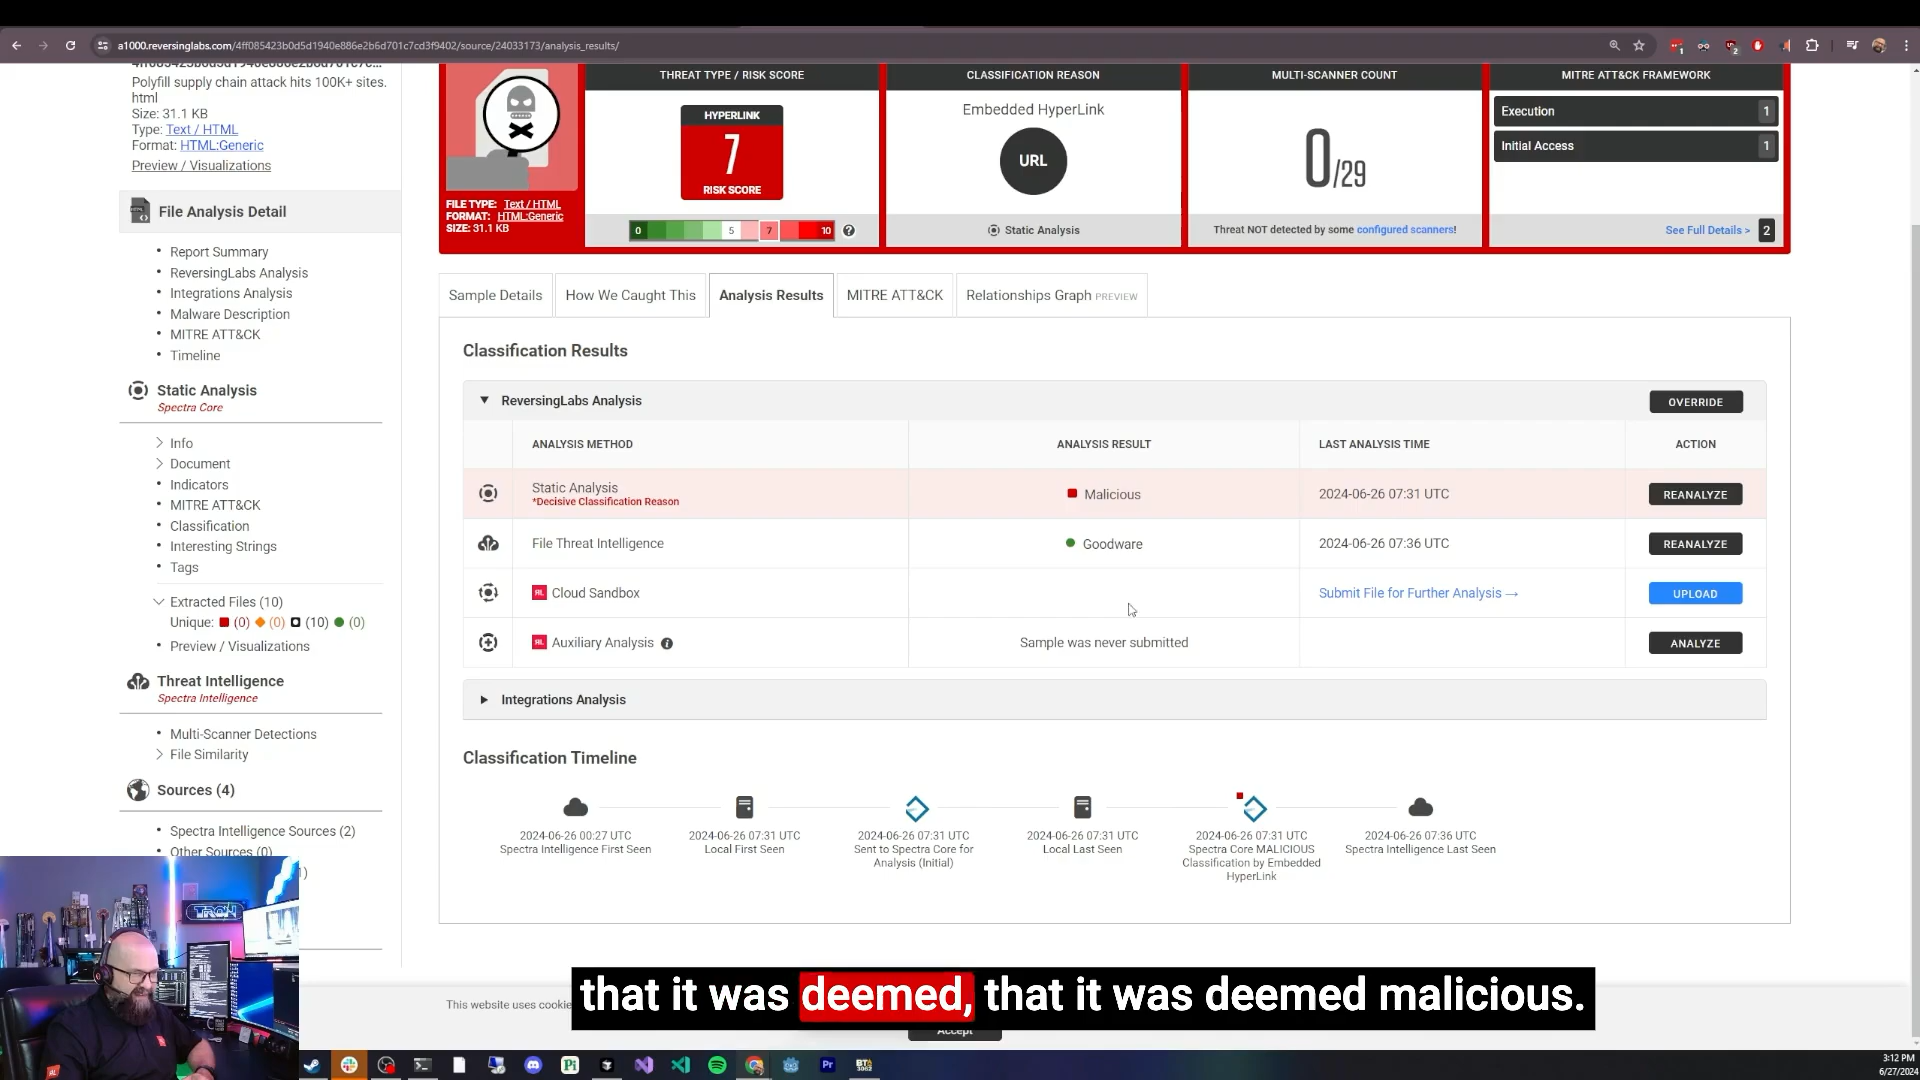 a1000.reversinglabs.com/4ff085423b0d5d1940e886e2b6d701c7cd3f9402/source/24033173/analysis_results/
4ff085423b0d5d1940e886e2b6d701c7c...
Polyfill supply chain attack hits 100K+ sites.
html
Size: 31.1 KB
Type: Text / HTML
Format: HTML:Generic
Preview / Visualizations
File Analysis Detail
Report Summary
ReversingLabs Analysis
Integrations Analysis
Malware Description
MITRE ATT&CK
Timeline
Static Analysis
Spectra Core
Info
Document
Indicators
MITRE ATT&CK
Classification
Interesting Strings
Tags
Extracted Files (10)
Unique: (0) (0) (10) (0)
Preview / Visualizations
Threat Intelligence
Spectra Intelligence
Multi-Scanner Detections
File Similarity
Sources (4)
Spectra Intelligence Sources (2)
Other Sources (0)
FILE TYPE: Text / HTML
FORMAT: HTML:Generic
SIZE: 31.1 KB
THREAT TYPE / RISK SCORE
HYPERLINK
7
RISK SCORE
0 5 7 10
CLASSIFICATION REASON
Embedded HyperLink
URL
Static Analysis
MULTI-SCANNER COUNT
0/29
Threat NOT detected by some configured scanners!
MITRE ATT&CK FRAMEWORK
Execution 1
Initial Access 1
See Full Details > 2
Sample Details
How We Caught This
Analysis Results
MITRE ATT&CK
Relationships Graph PREVIEW
Classification Results
ReversingLabs Analysis
OVERRIDE
ANALYSIS METHOD ANALYSIS RESULT LAST ANALYSIS TIME ACTION
Static Analysis
*Decisive Classification Reason
Malicious
2024-06-26 07:31 UTC
REANALYZE
File Threat Intelligence
Goodware
2024-06-26 07:36 UTC
REANALYZE
RL Cloud Sandbox
Submit File for Further Analysis →
UPLOAD
RL Auxiliary Analysis
Sample was never submitted
ANALYZE
Integrations Analysis
Classification Timeline
2024-06-26 00:27 UTC
Spectra Intelligence First Seen
2024-06-26 07:31 UTC
Local First Seen
2024-06-26 07:31 UTC
Sent to Spectra Core for
Analysis (Initial)
2024-06-26 07:31 UTC
Local Last Seen
2024-06-26 07:31 UTC
Spectra Core MALICIOUS
Classification by Embedded
HyperLink
2024-06-26 07:36 UTC
Spectra Intelligence Last Seen
TRON
This website uses cookie
that it was deemed, that it was deemed malicious.
Accept
3:12 PM
6/27/2024